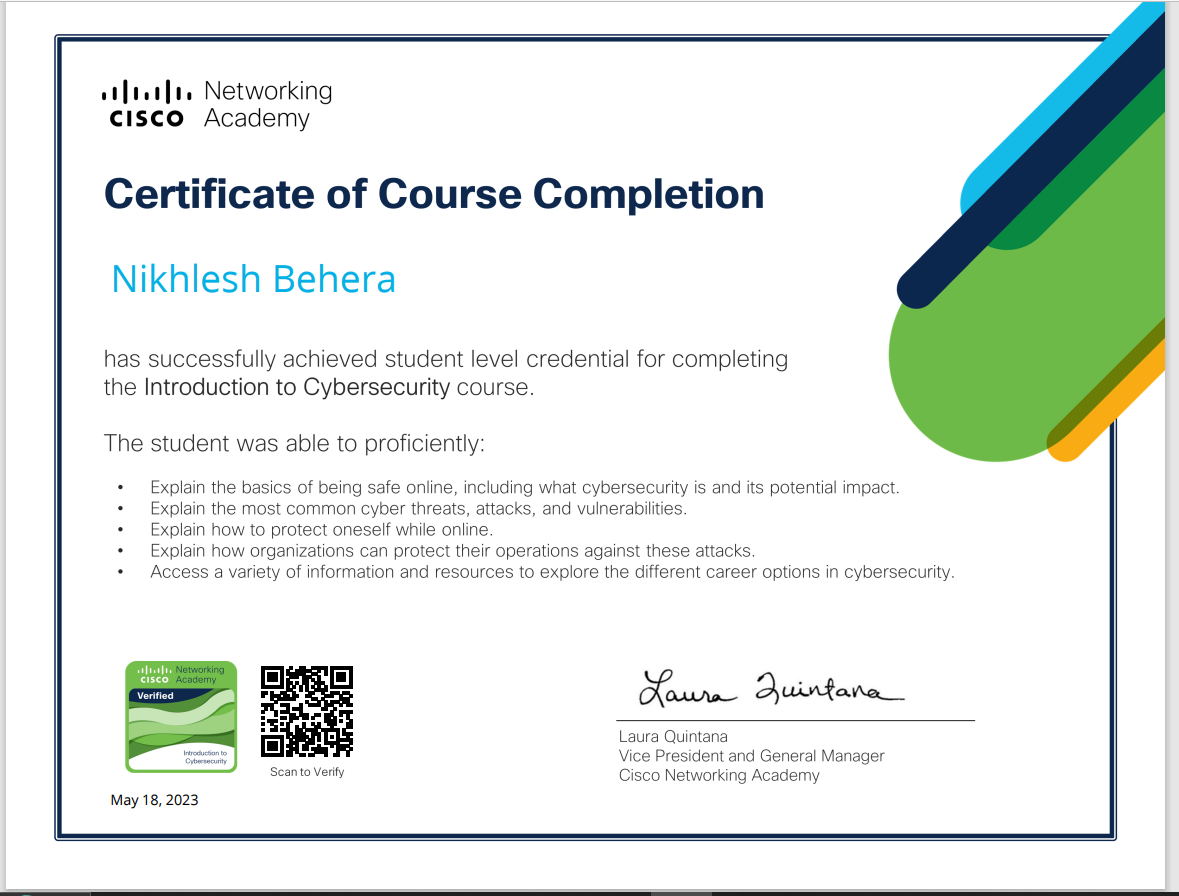 Networking
Academy
CISCO
Certificate of Course Completion
Nikhlesh Behera
has successfully achieved student level credential for completing
the Introduction to Cybersecurity course.
The student was able to proficiently:
• Explain the basics of being safe online, including what cybersecurity is and its potential impact.
• Explain the most common cyber threats, attacks, and vulnerabilities.
• Explain how to protect oneself while online.
• Explain how organizations can protect their operations against these attacks.
• Access a variety of information and resources to explore the different career options in cybersecurity.
Networking
CISCO Academy
Verified
Introduction to
Cybersecurity
Scan to Verify
May 18, 2023
Laura Quintana
Laura Quintana
Vice President and General Manager
Cisco Networking Academy